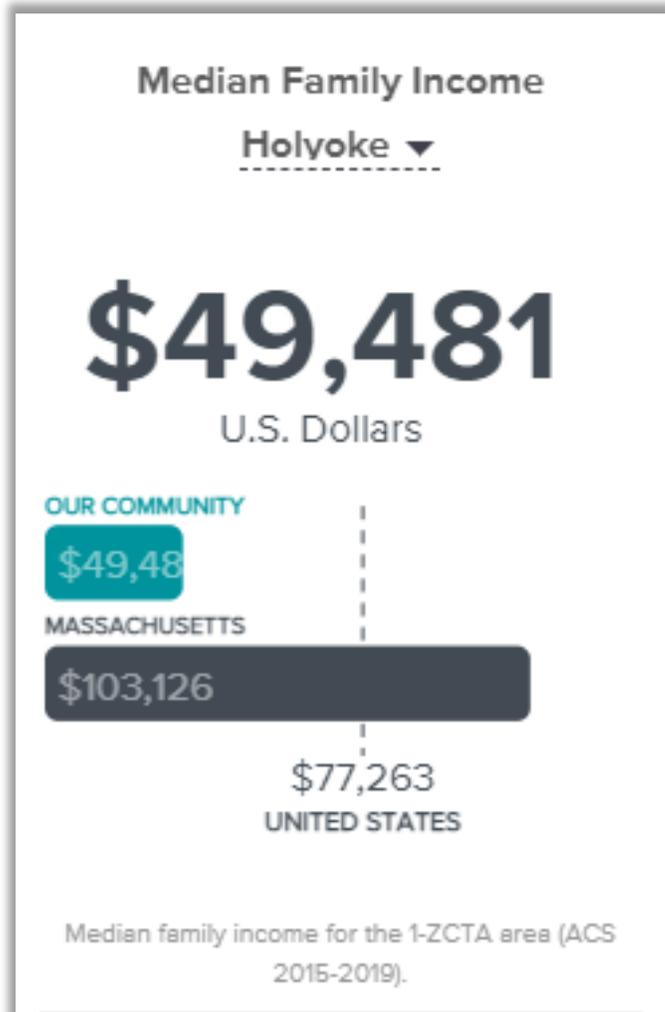 Median Family Income
Holyoke
$49,481
U.S. Dollars
OUR COMMUNITY
$49,48
MASSACHUSETTS
$103,126
$77,263
UNITED STATES
Median family income for the 1-ZCTA area (ACS
2015-2019).